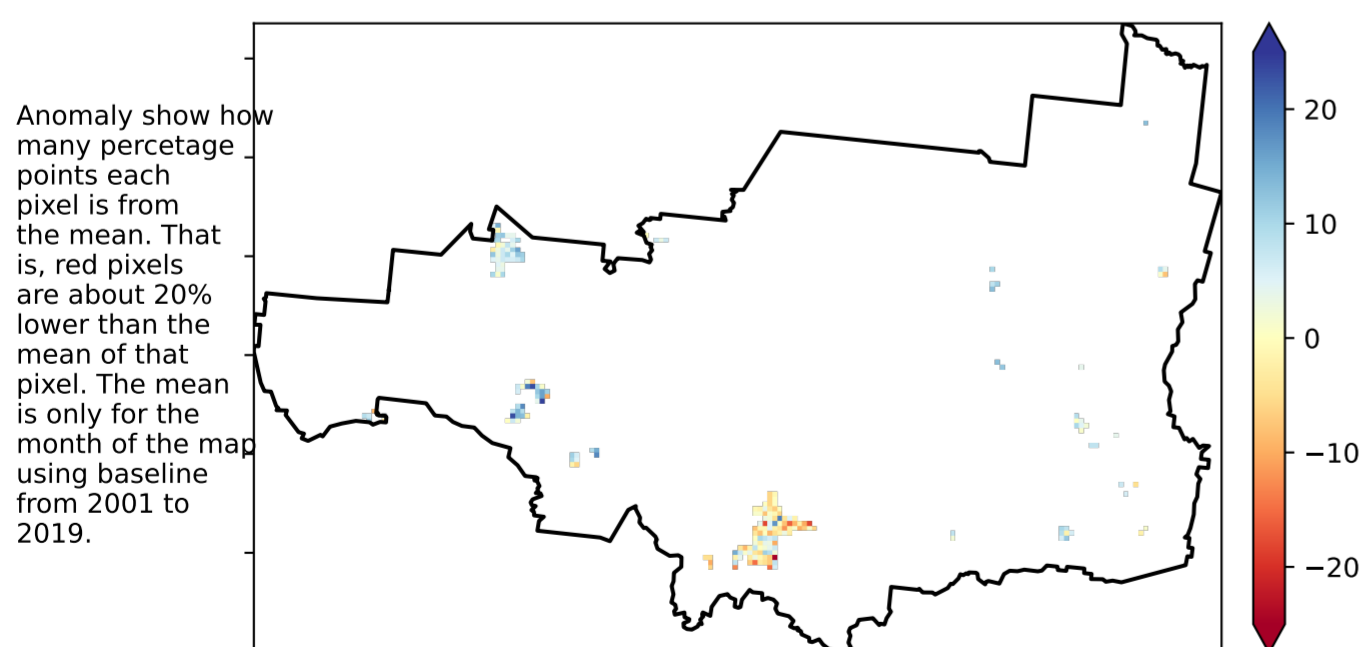 Anomaly show how
many percetage
points each
pixel is from
the mean. That
is, red pixels
are about 20%
lower than the
mean of that
pixel. The mean
is only for the
month of the map
using baseline
from 2001 to
2019.
20
10
0
−10
−20